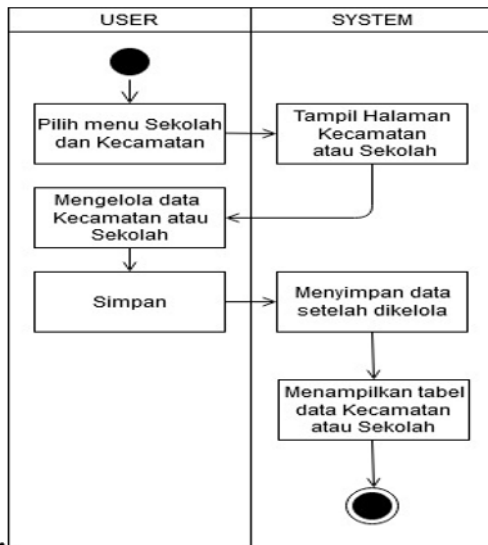 USER
SYSTEM
Pilih menu Sekolah
dan Kecamatan
Tampil Halaman
Kecamatan
atau Sekolah
Mengelola data
Kecamatan atau
Sekolah
Simpan
Menyimpan data
setelah dikelola
Menampilkan tabel
data Kecamatan
atau Sekolah